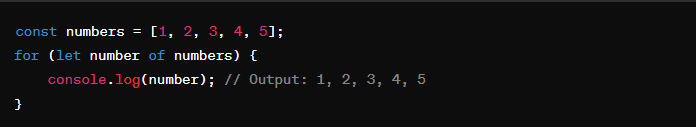 const numbers = [1, 2, 3, 4, 5];
for (let number of numbers) {
    console.log(number); // Output: 1, 2, 3, 4, 5
}